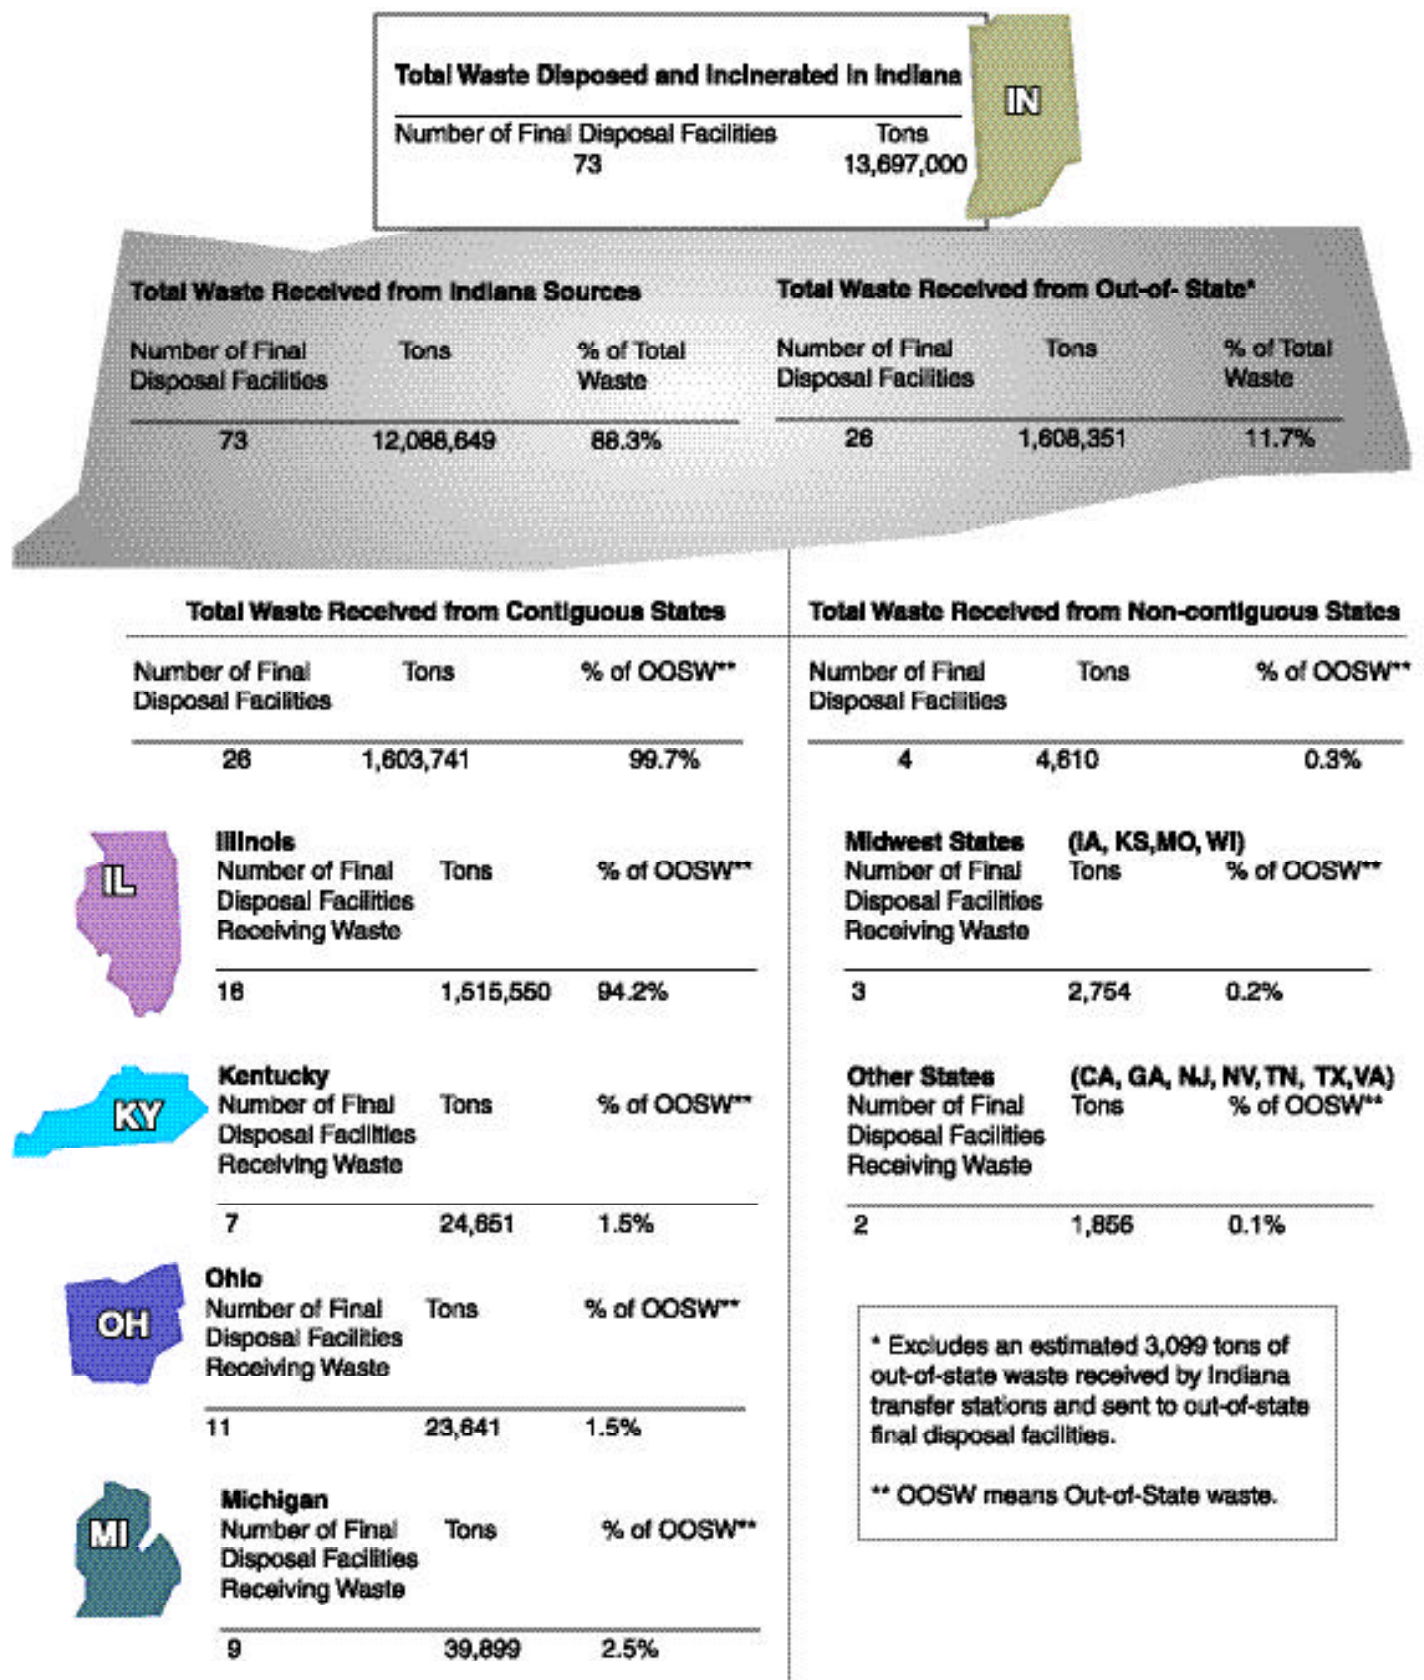 Total Waste Disposed and Incinerated in Indiana
IN
Number of Final Disposal Facilities Tons
73 13,697,000
Total Waste Received from Indiana Sources
Number of Final Tons % of Total
Disposal Facilities Waste
73 12,088,649 88.3%
Total Waste Received from Out-of- State*
Number of Final Tons % of Total
Disposal Facilities Waste
26 1,608,351 11.7%
Total Waste Received from Contiguous States
Number of Final Tons % of OOSW**
Disposal Facilities
26 1,603,741 99.7%
IL
Illinois
Number of Final Tons % of OOSW**
Disposal Facilities
Receiving Waste
16 1,515,550 94.2%
KY
Kentucky
Number of Final Tons % of OOSW**
Disposal Facilities
Receiving Waste
7 24,651 1.5%
OH
Ohio
Number of Final Tons % of OOSW**
Disposal Facilities
Receiving Waste
11 23,641 1.5%
MI
Michigan
Number of Final Tons % of OOSW**
Disposal Facilities
Receiving Waste
9 39,899 2.5%
Total Waste Received from Non-contiguous States
Number of Final Tons % of OOSW**
Disposal Facilities
4 4,610 0.3%
Midwest States (IA, KS,MO, WI)
Number of Final Tons % of OOSW**
Disposal Facilities
Receiving Waste
3 2,754 0.2%
Other States (CA, GA, NJ, NV, TN, TX,VA)
Number of Final Tons % of OOSW**
Disposal Facilities
Receiving Waste
2 1,856 0.1%
* Excludes an estimated 3,099 tons of
out-of-state waste received by Indiana
transfer stations and sent to out-of-state
final disposal facilities.
** OOSW means Out-of-State waste.